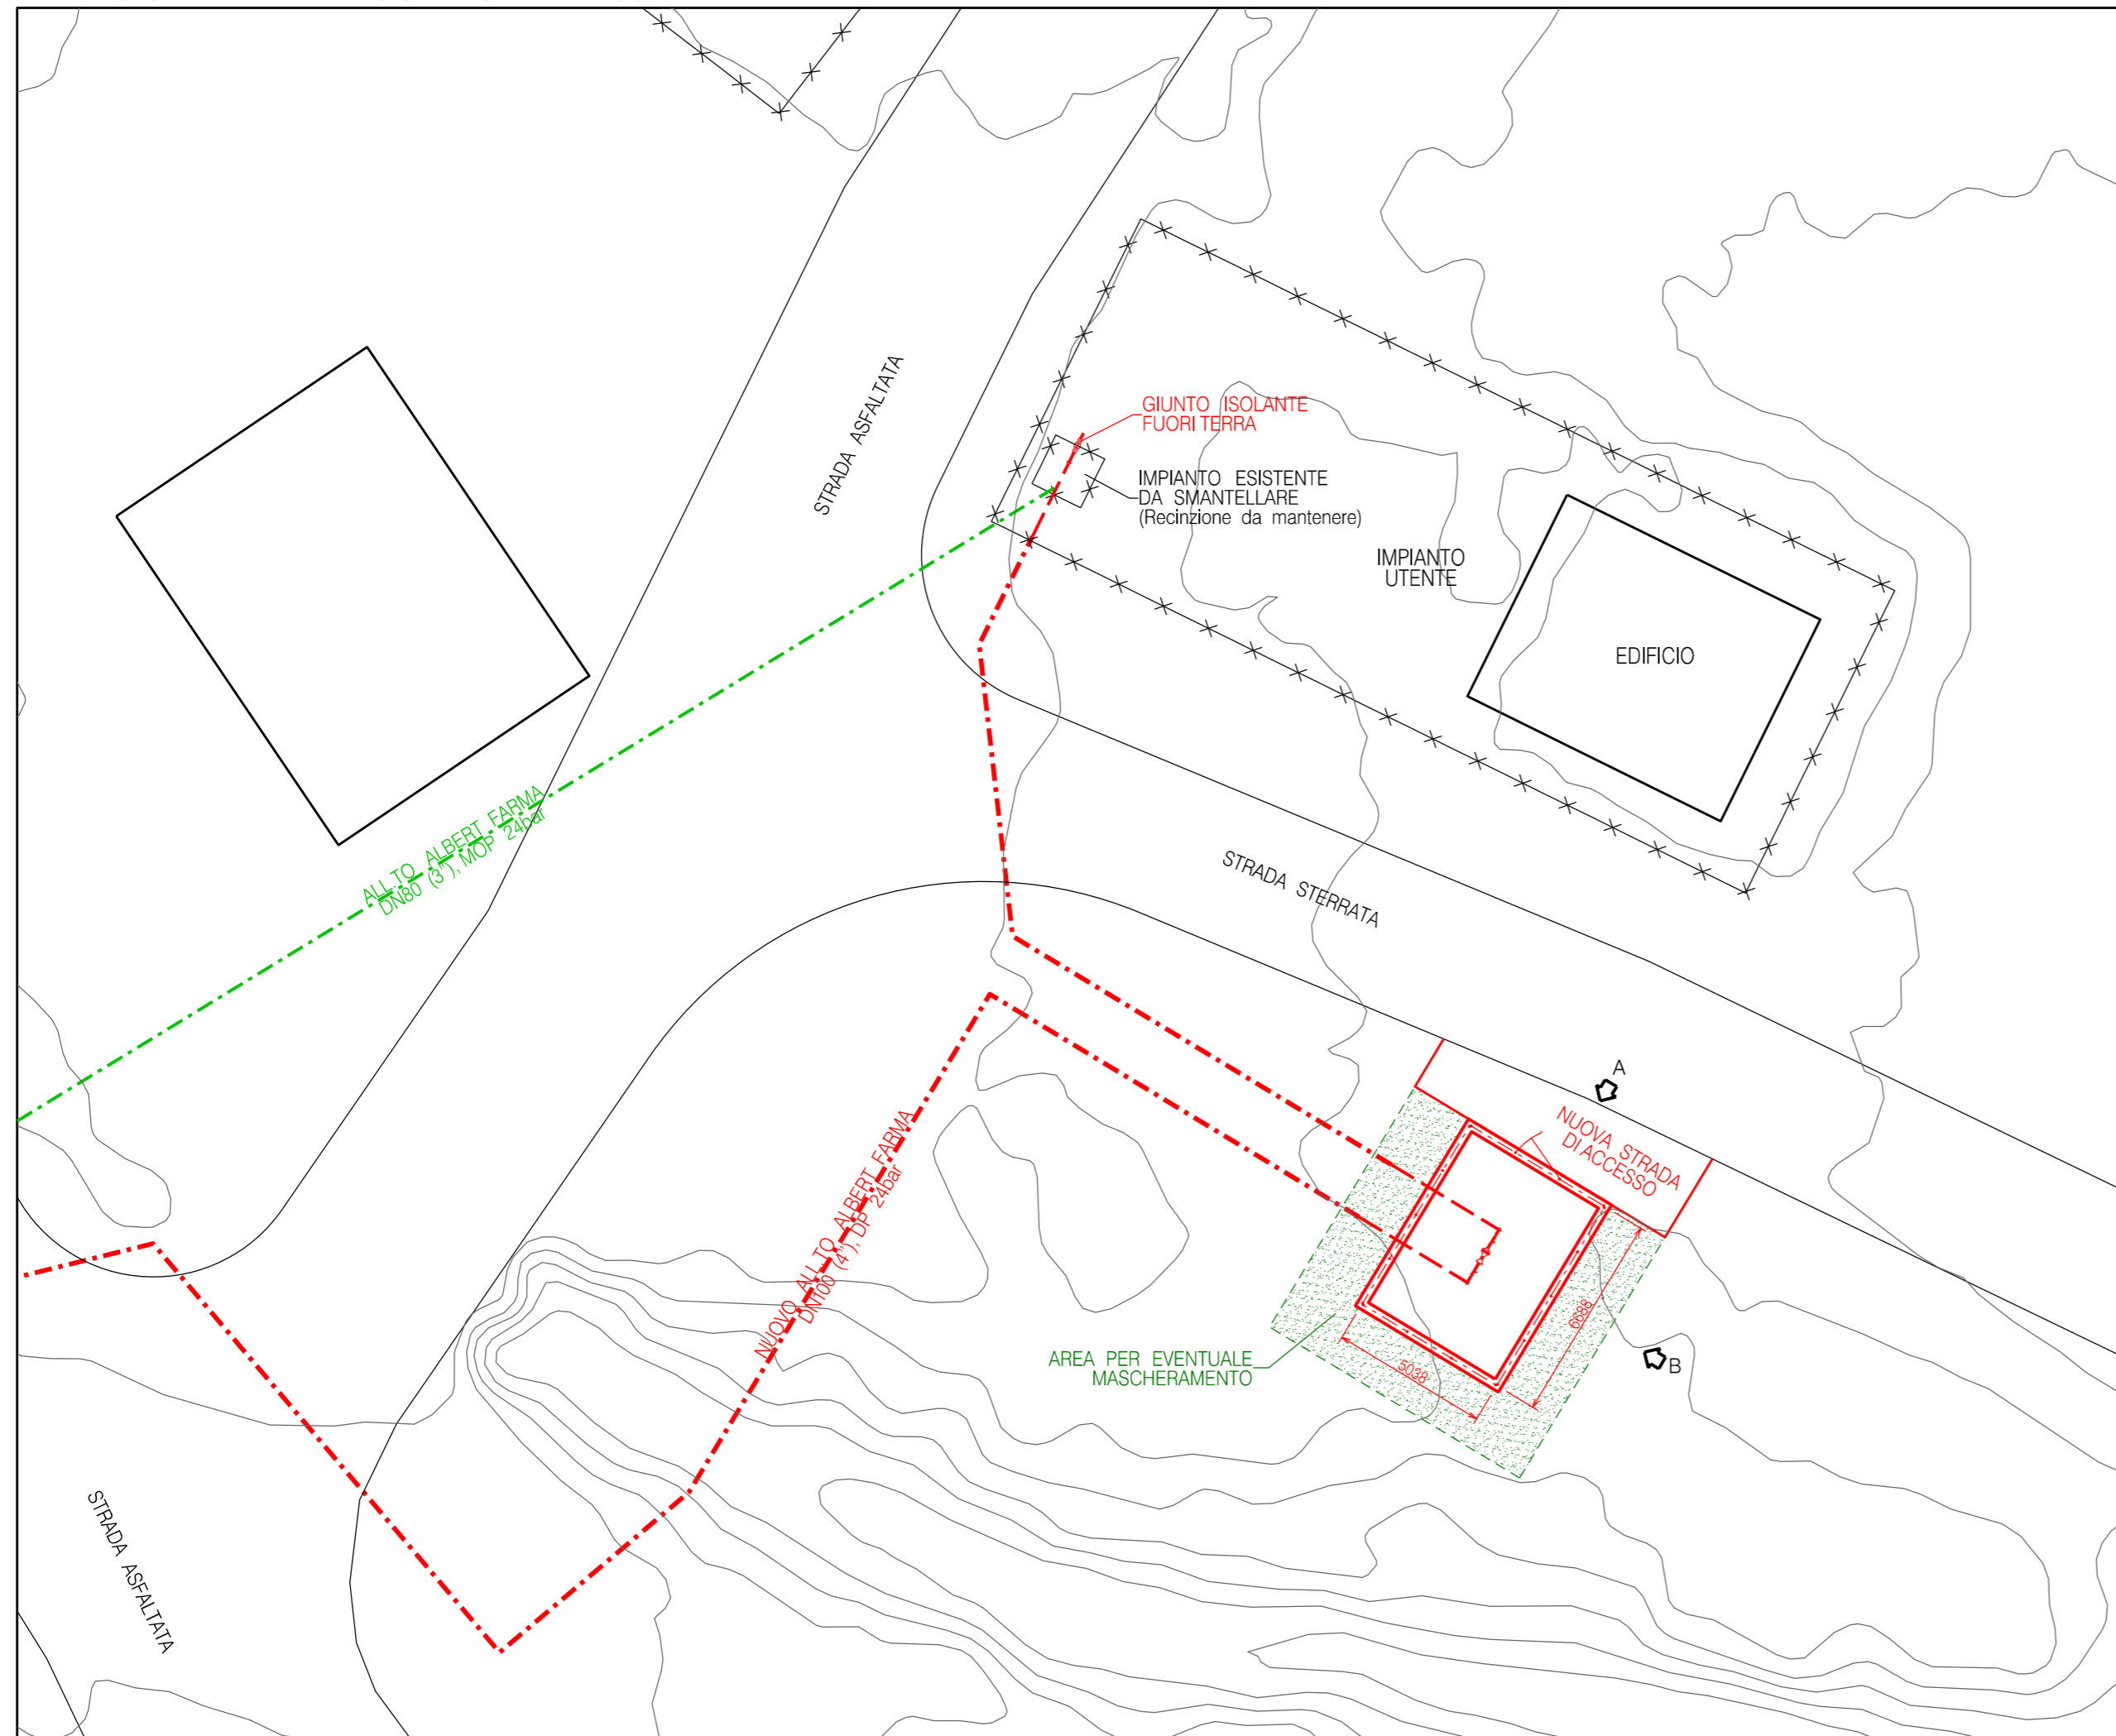 STRADA ASFALTATA
GIUNTO ISOLANTE
FUORI TERRA
IMPIANTO ESISTENTE
DA SMANTELLARE
(Recinzione da mantenere)
IMPIANTO
UTENTE
EDIFICIO
ALL.TO ALBERT FARMA
DN80 (3"), MOP 24bar
STRADA STERRATA
A
NUOVA STRADA
DI ACCESSO
NUOVO ALL.TO ALBERT FARMA
DN100 (4"), DP 24bar
6688
AREA PER EVENTUALE
MASCHERAMENTO
5038
B
STRADA ASFALTATA